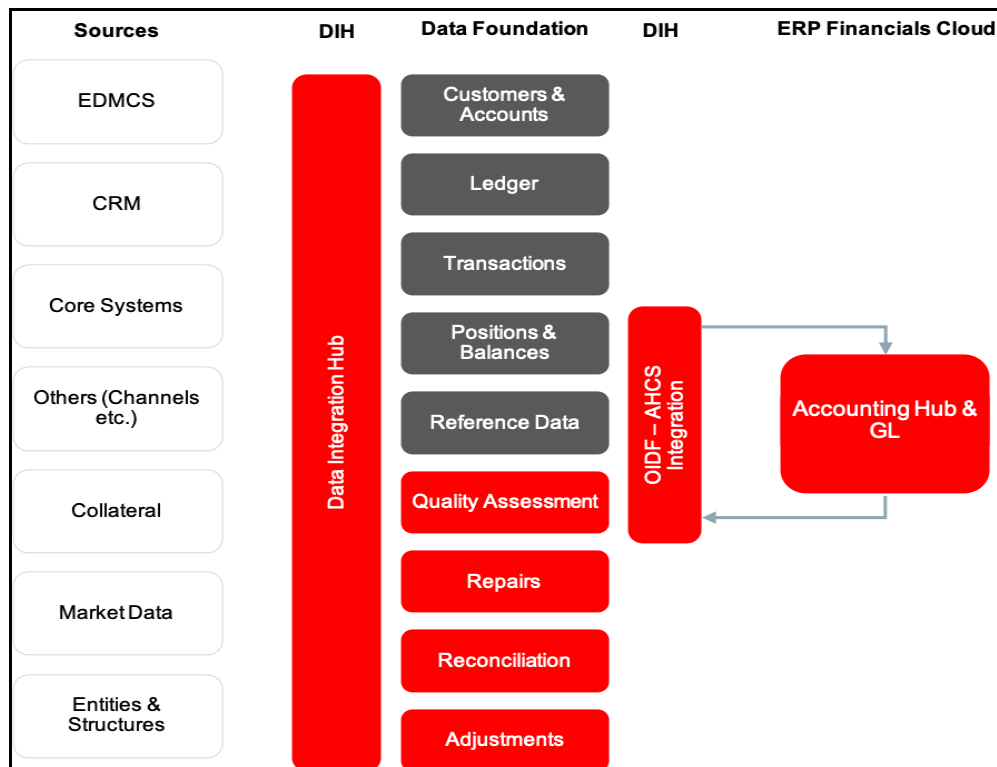 Sources
DIH
Data Foundation
DIH
ERP Financials Cloud
EDMCS
CRM
Core Systems
Others (Channels
etc.)
Collateral
Market Data
Entities &
Structures
Data Integration Hub
Customers &
Accounts
Ledger
Transactions
Positions &
Balances
Reference Data
Quality Assessment
Repairs
Reconciliation
Adjustments
OIDF – AHCS
Integration
Accounting Hub &
GL